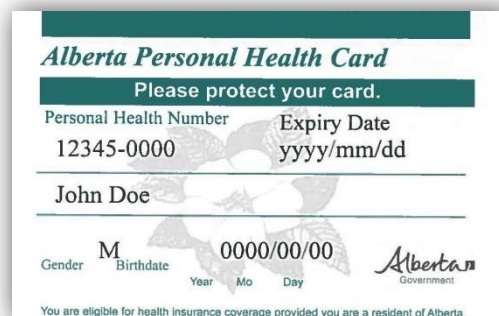 Alberta Personal Health Card
Please protect your card.
Personal Health Number Expiry Date
12345-0000 yyyy/mm/dd
John Doe
Gender M Birthdate 0000/00/00
Year Mo Day
Alberta
Government
You are eligible for health insurance coverage provided you are a resident of Alberta